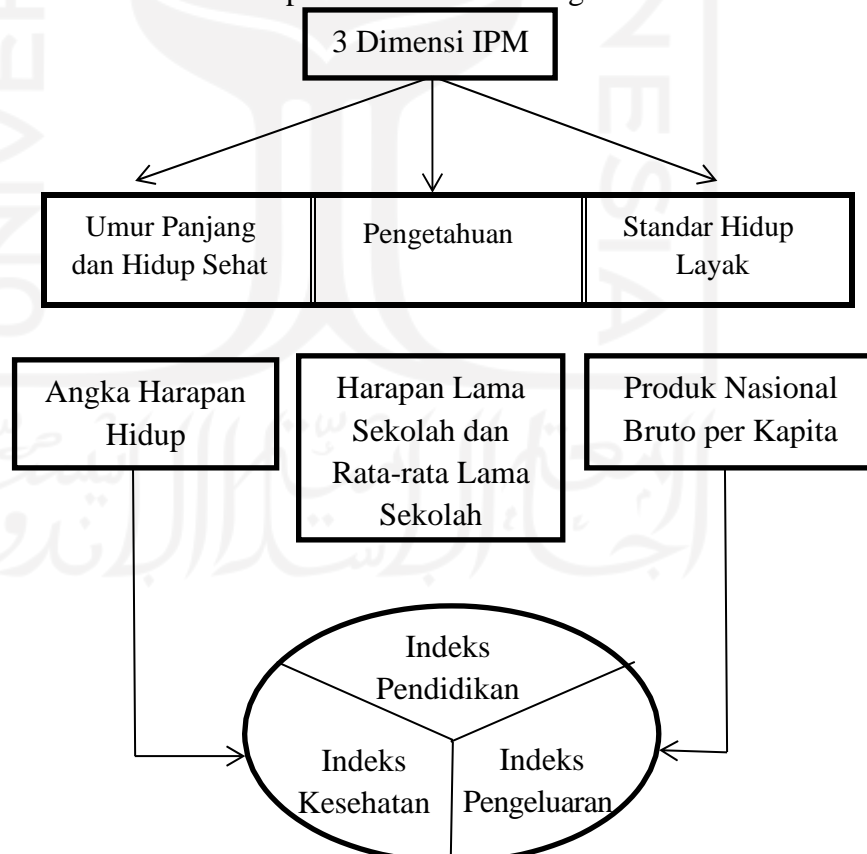 3 Dimensi IPM
Umur Panjang
dan Hidup Sehat
Pengetahuan
Standar Hidup
Layak
Angka Harapan
Hidup
Harapan Lama
Sekolah dan
Rata-rata Lama
Sekolah
Produk Nasional
Bruto per Kapita
Indeks
Pendidikan
Indeks
Kesehatan
Indeks
Pengeluaran